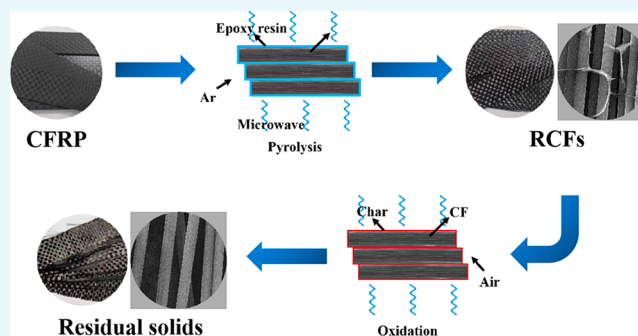 Epoxy resin
Ar
Microwave
Pyrolysis
CFRP
RCFs
Char
CF
Air
Oxidation
Residual solids